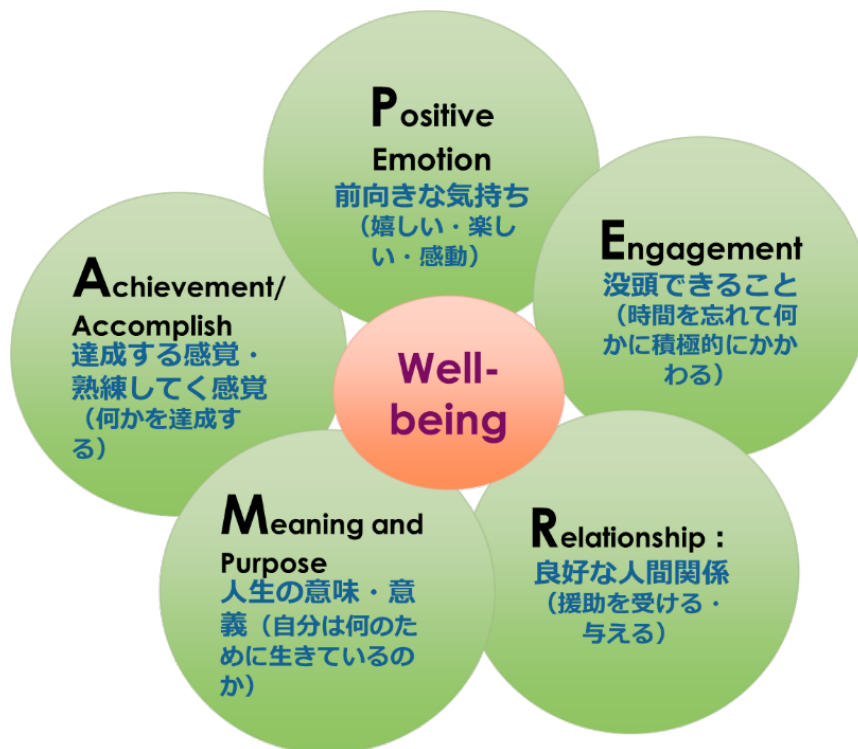 Positive
Emotion
前向きな気持ち
（嬉しい・楽し
い・感動）
Engagement
没頭できること
（時間を忘れて何
かに積極的にかか
わる）
Relationship：
良好な人間関係
（援助を受ける・
与える）
Meaning and
Purpose
人生の意味・意
義（自分は何のた
めに生きているの
か）
Achievement/
Accomplish
達成する感覚・
熟練してく感覚
（何かを達成す
る）
Well-
being